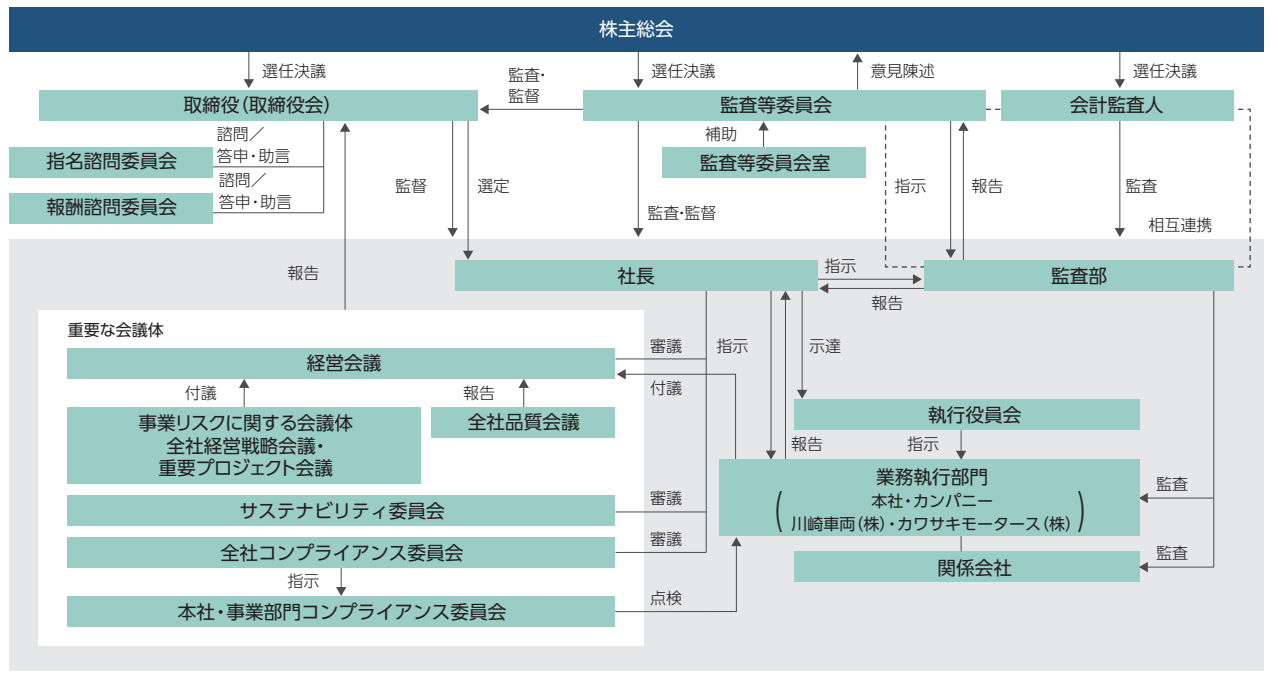 株主総会
選任決議
監査・
監督
選任決議
意見陳述
選任決議
取締役(取締役会)
監査等委員会
会計監査人
諮問／
答申・助言
指名諮問委員会
諮問／
答申・助言
報酬諮問委員会
監督
選定
補助
監査等委員会室
監査・監督
指示
報告
監査
相互連携
報告
社長
指示
報告
監査部
重要な会議体
経営会議
審議
指示
示達
付議
付議
報告
事業リスクに関する会議体
全社経営戦略会議・
重要プロジェクト会議
全社品質会議
執行役員会
報告
指示
業務執行部門
本社・カンパニー
川崎車両(株)・カワサキモータース(株)
監査
サステナビリティ委員会
審議
全社コンプライアンス委員会
審議
関係会社
監査
指示
本社・事業部門コンプライアンス委員会
点検